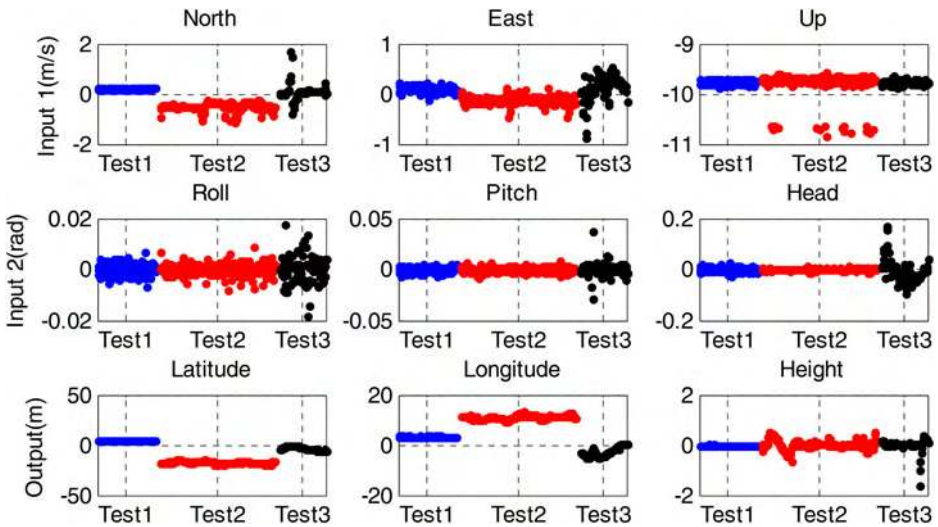 North East Up
Input 1(m/s)
2 1 -9
0 0 -10
-2 -1 -11
Test1 Test2 Test3 Test1 Test2 Test3 Test1 Test2 Test3
Roll Pitch Head
Input 2(rad)
0.02 0.05 0.2
0 0 0
-0.02 -0.05 -0.2
Test1 Test2 Test3 Test1 Test2 Test3 Test1 Test2 Test3
Latitude Longitude Height
Output(m)
50 20 2
0 0 0
-50 -20 2
Test1 Test2 Test3 Test1 Test2 Test3 Test1 Test2 Test3